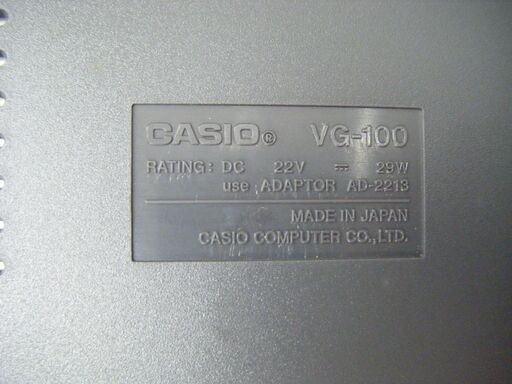 CASIO® VG-100
RATING: DC 22V ⎓ 29W
use ADAPTOR AD-2213
MADE IN JAPAN
CASIO COMPUTER CO.,LTD.